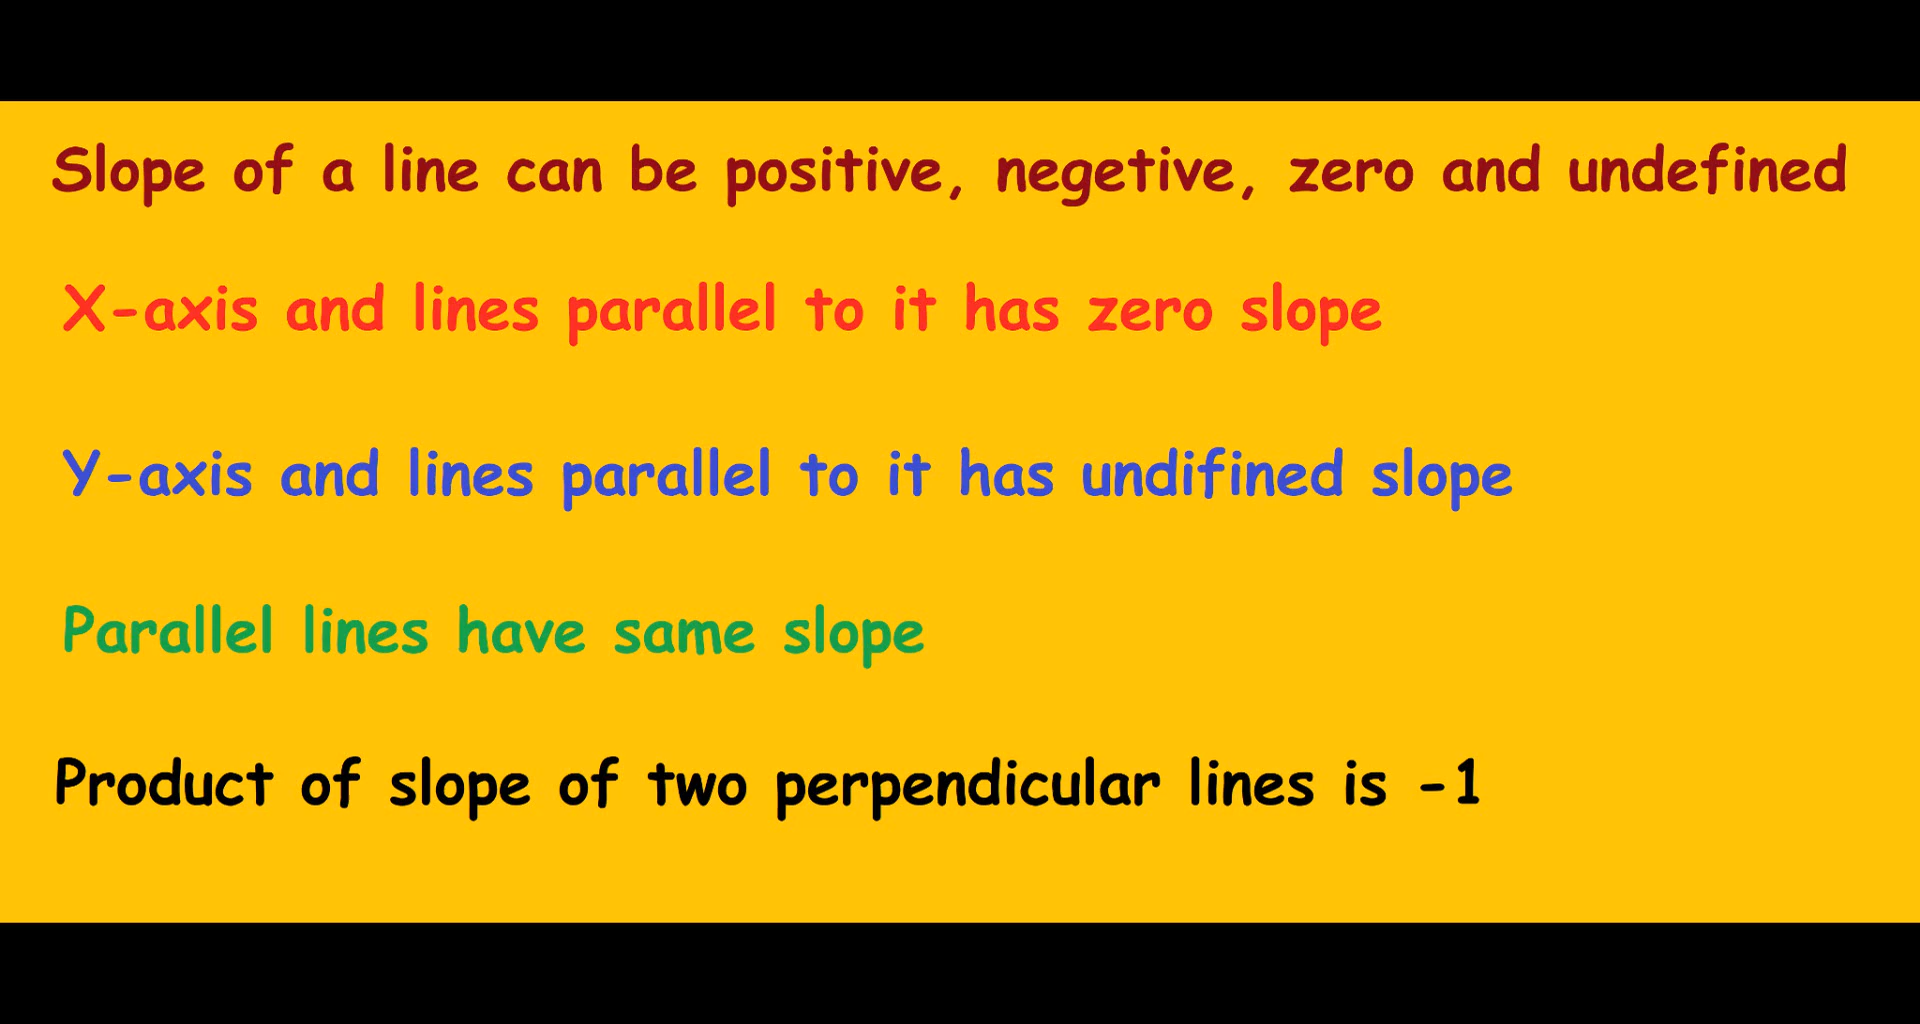 Slope of a line can be positive, negetive, zero and undefined
X-axis and lines parallel to it has zero slope
Y-axis and lines parallel to it has undifined slope
Parallel lines have same slope
Product of slope of two perpendicular lines is -1